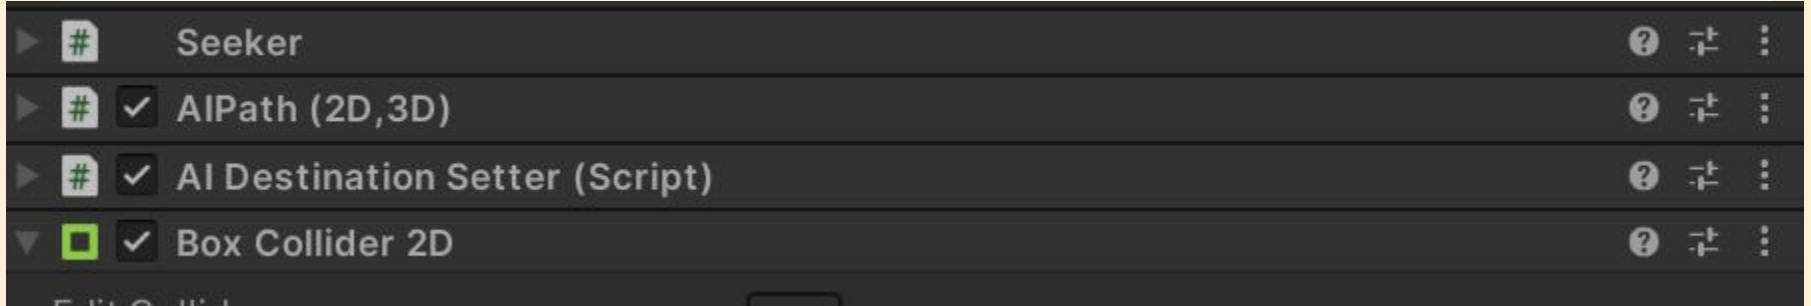 Seeker
AIPath (2D,3D)
AI Destination Setter (Script)
Box Collider 2D